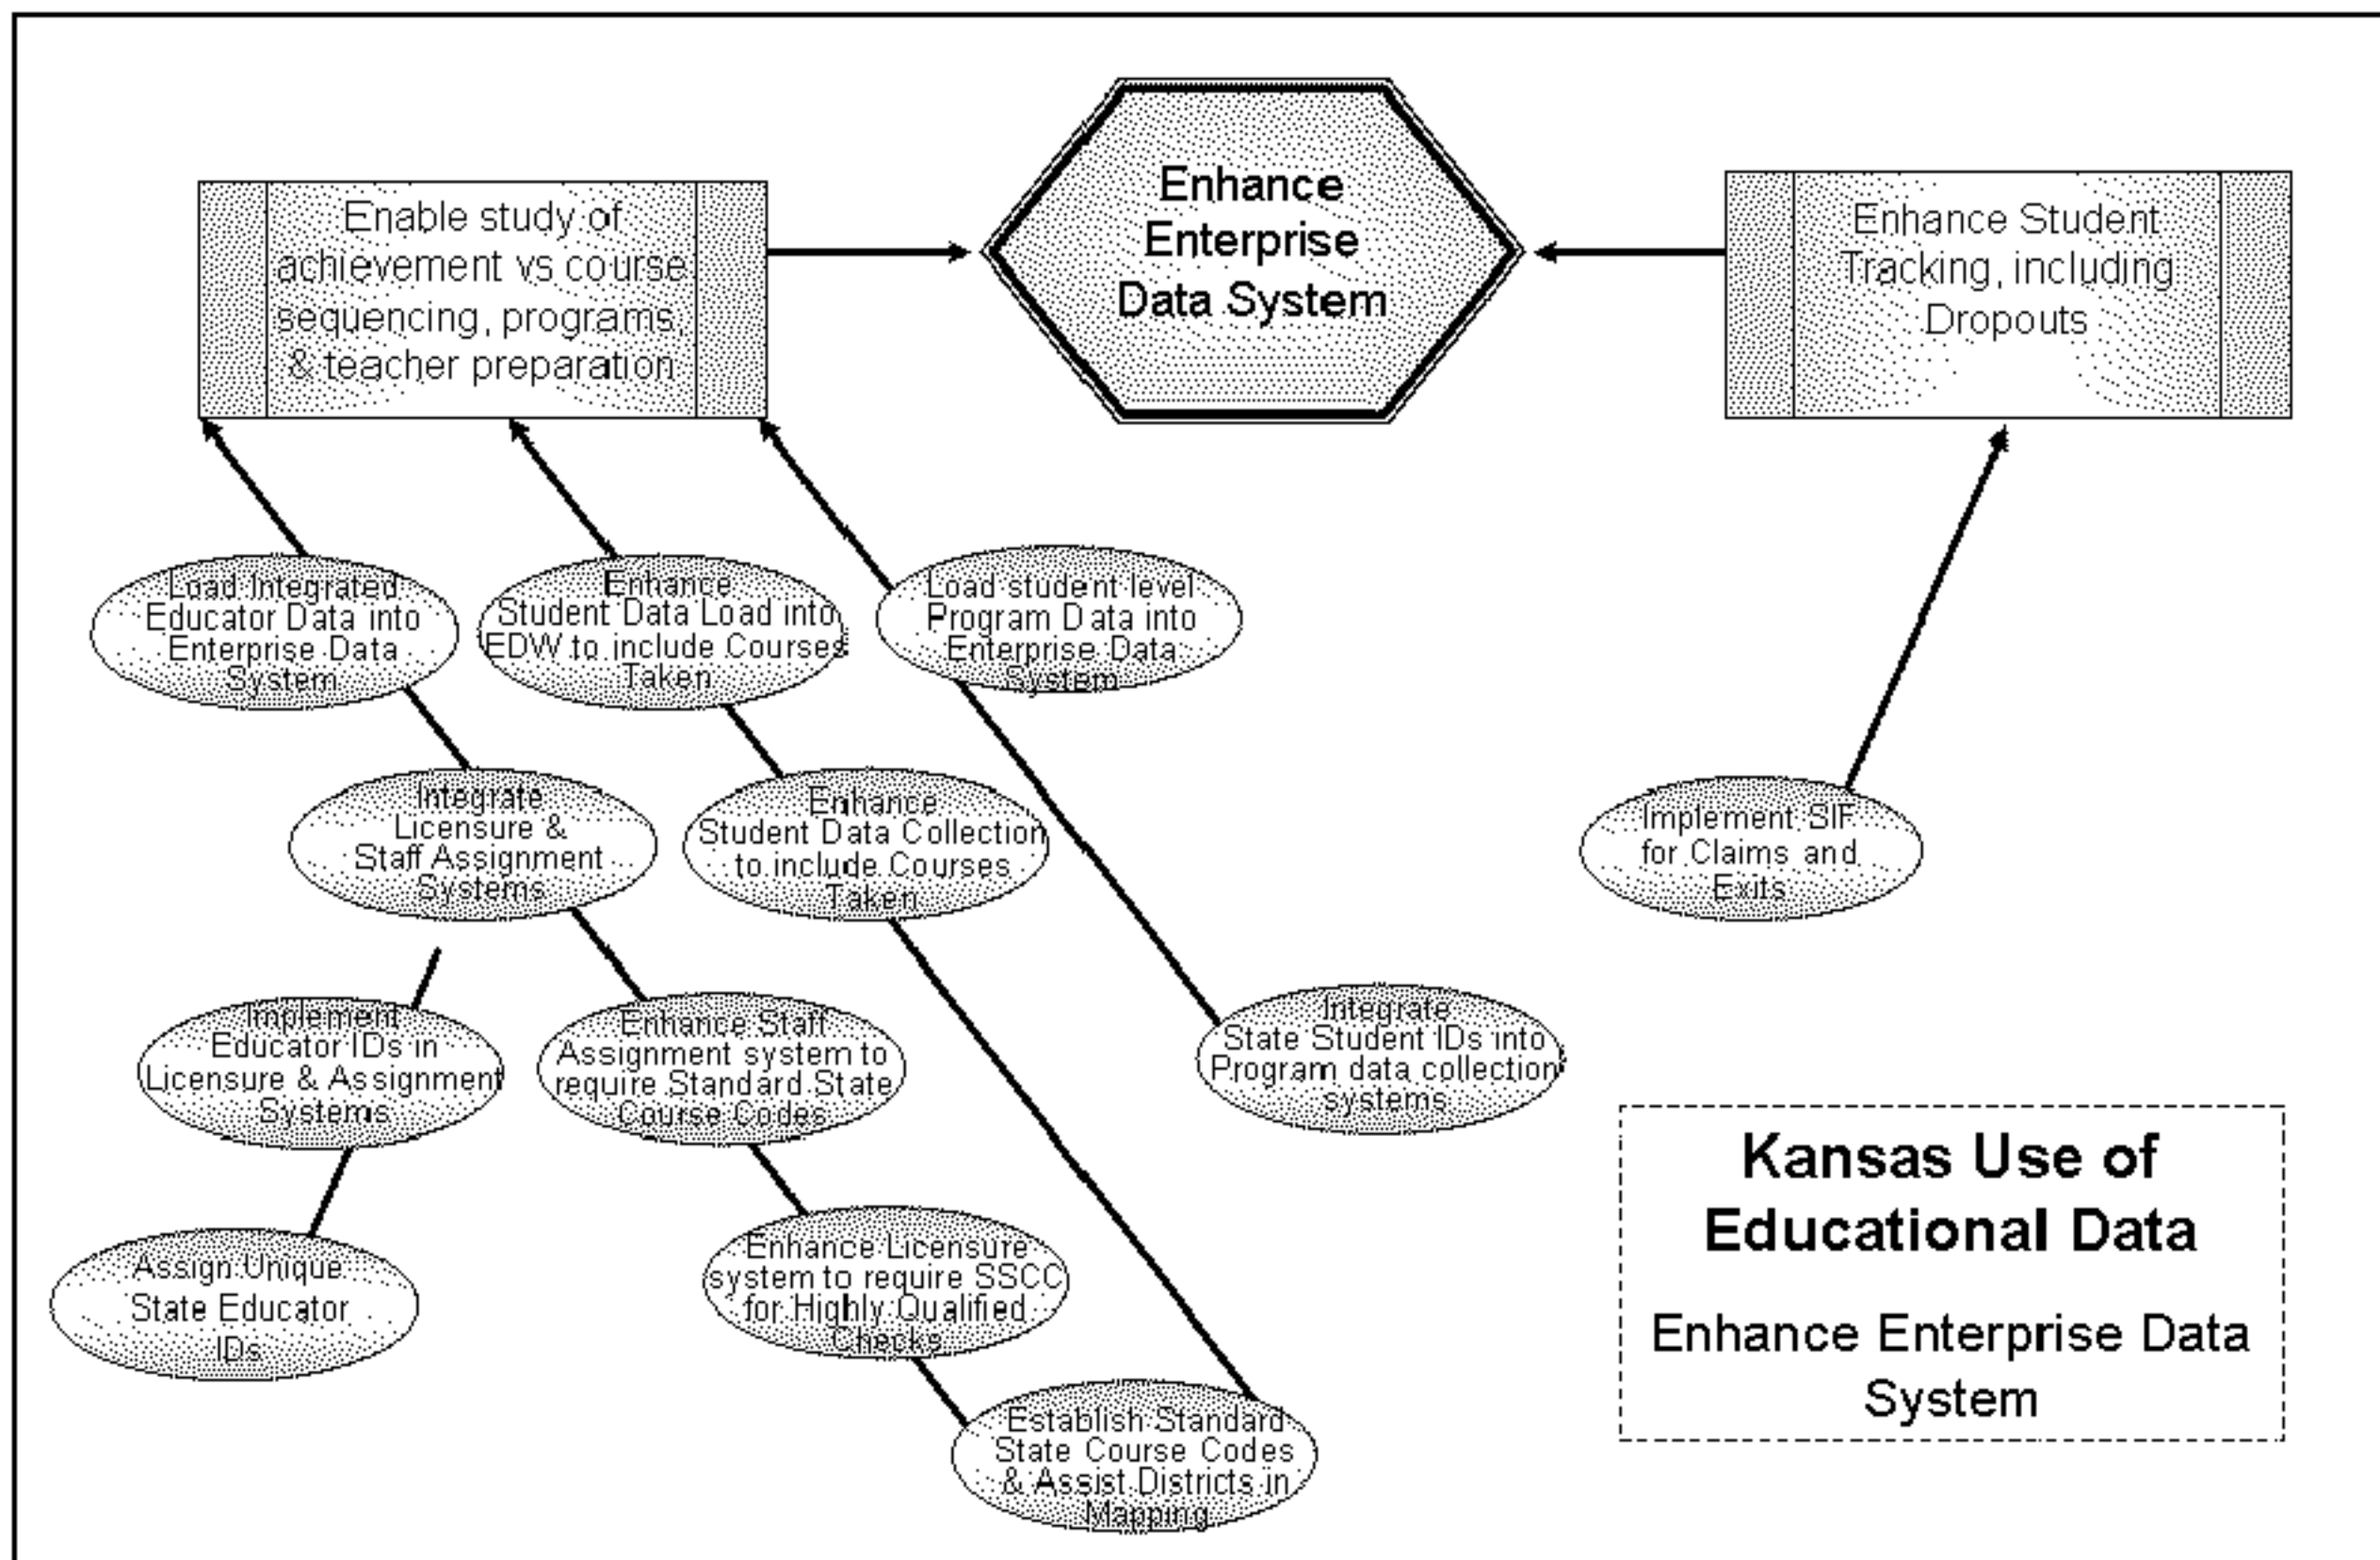 Enhance
Enterprise
Data System
Enable study of
achievement vs course
sequencing, programs,
& teacher preparation
Enhance Student
Tracking, including
Dropouts
Load Integrated
Educator Data into
Enterprise Data
System
Enhance
Student Data Load into
EDW to include Courses
Taken
Load student level
Program Data into
Enterprise Data
System
Integrate
Licensure &
Staff Assignment
Systems
Enhance
Student Data Collection
to include Courses
Taken
Implement SIF
for Claims and
Exits
Implement
Educator IDs in
Licensure & Assignment
Systems
Enhance Staff
Assignment system to
require Standard State
Course Codes
Integrate
State Student IDs into
Program data collection
systems
Assign Unique
State Educator
IDs
Enhance Licensure
system to require SSCC
for Highly Qualified
Checks
Establish Standard
State Course Codes
& Assist Districts in
Mapping
Kansas Use of
Educational Data
Enhance Enterprise Data
System